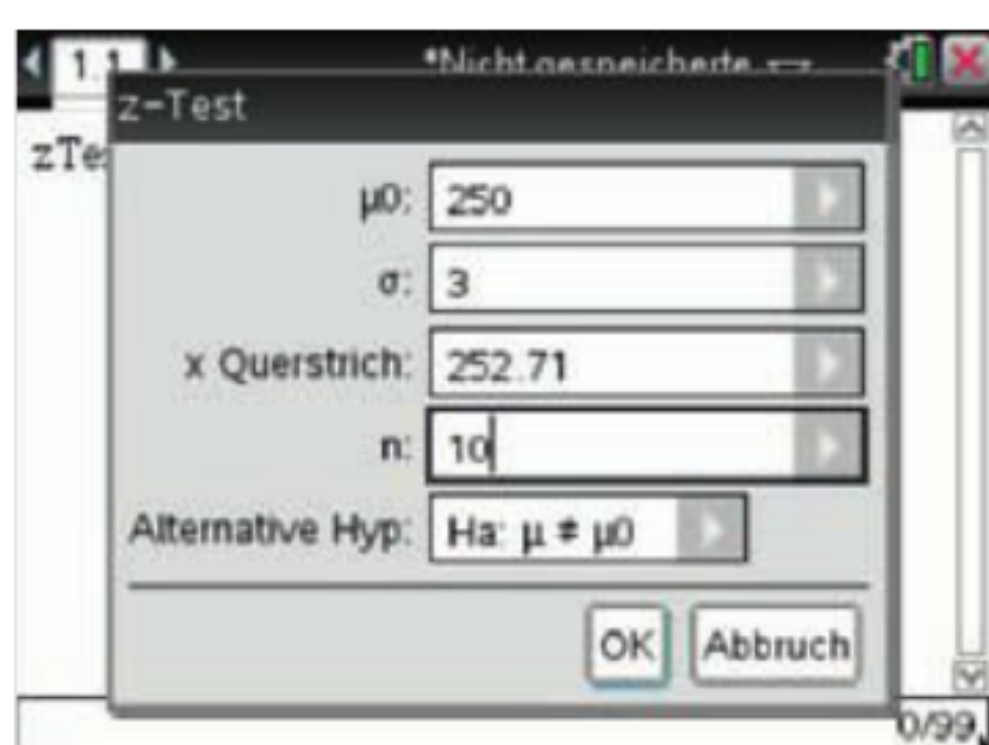 1.1 *Nicht gespeicherte
z-Test
zTes
μ0: 250
σ: 3
x Querstrich: 252.71
n: 10
Alternative Hyp: Ha: μ ≠ μ0
OK Abbruch
0/99